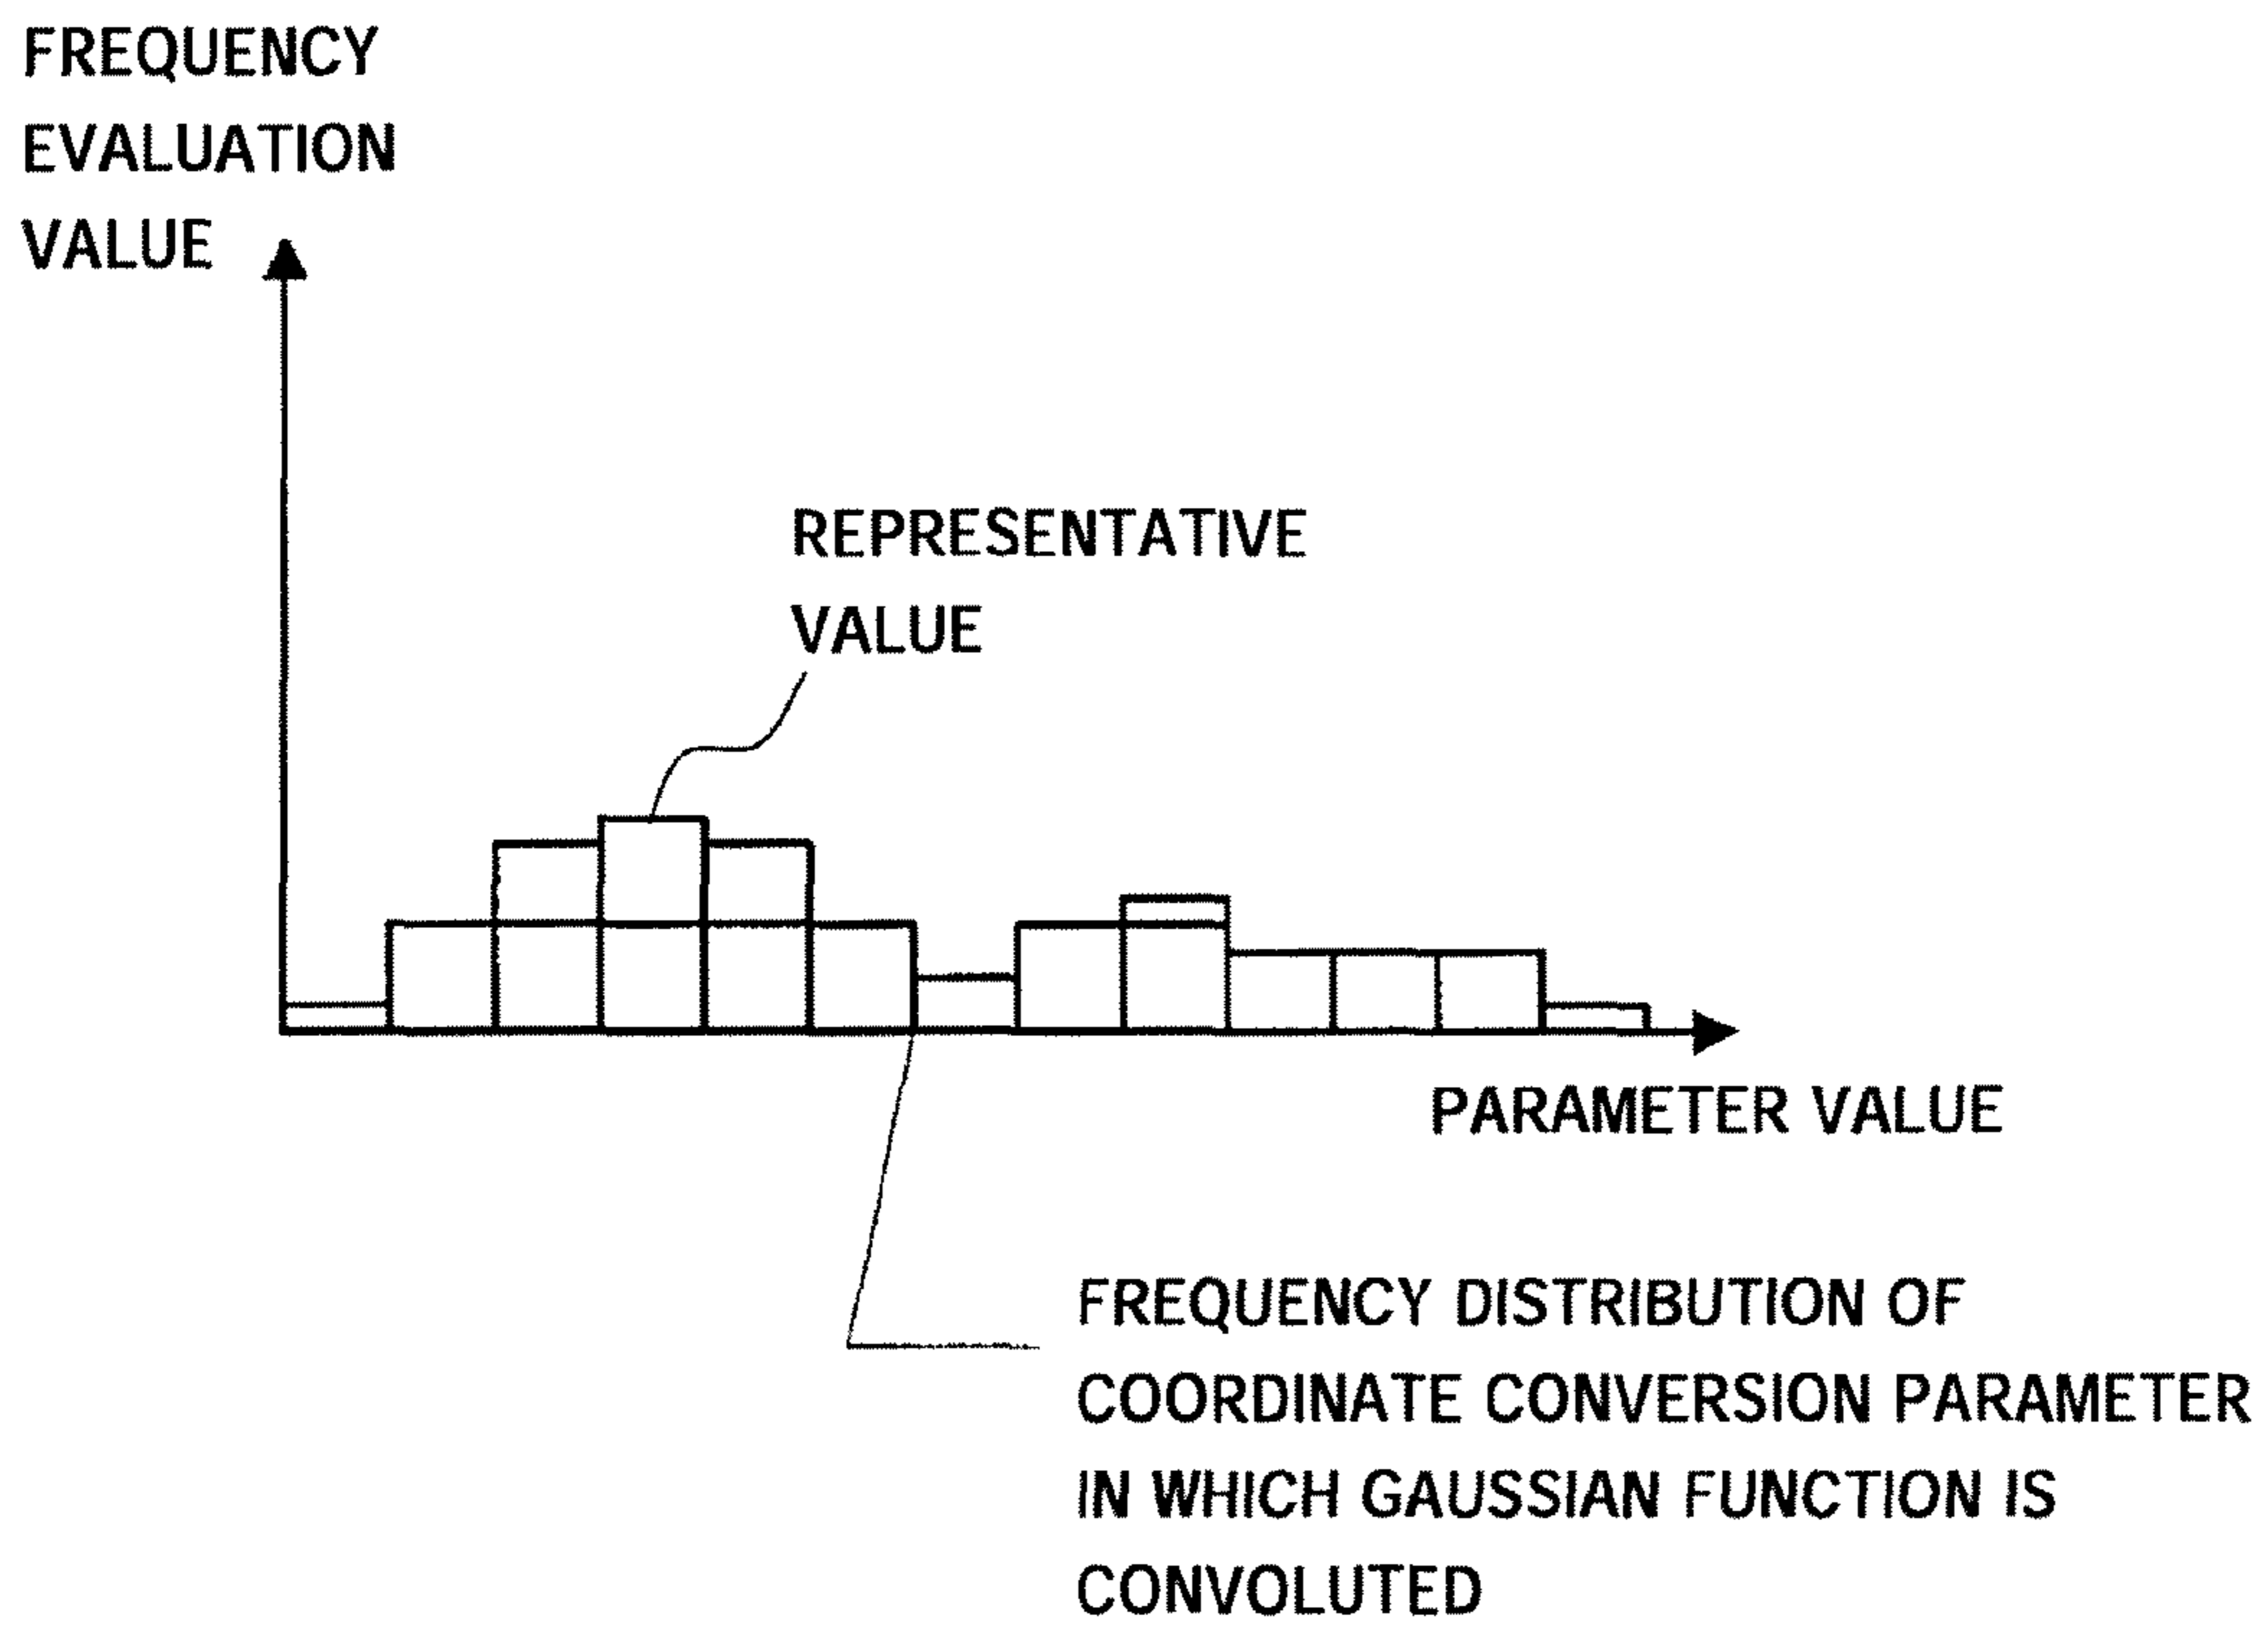 FREQUENCY
EVALUATION
VALUE
REPRESENTATIVE
VALUE
PARAMETER VALUE
FREQUENCY DISTRIBUTION OF
COORDINATE CONVERSION PARAMETER
IN WHICH GAUSSIAN FUNCTION IS
CONVOLUTED